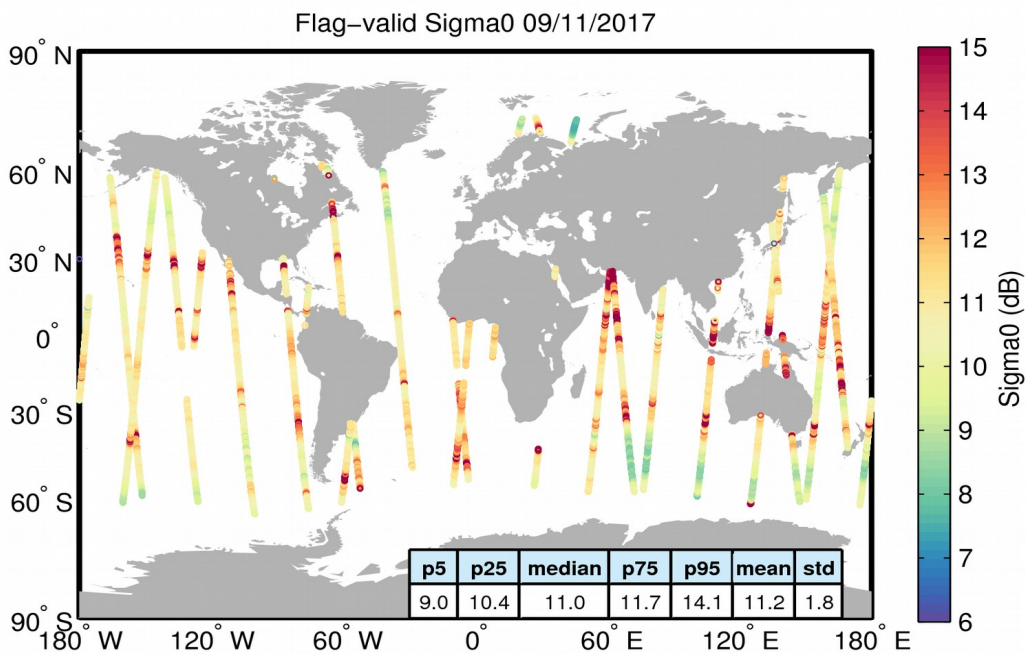 Flag−valid Sigma0 09/11/2017
90° N
60° N
30° N
0°
30° S
60° S
90° S
180° W
120° W
60° W
0°
60° E
120° E
180° E
p5 p25 median p75 p95 mean std
9.0 10.4 11.0 11.7 14.1 11.2 1.8
15
14
13
12
11
10
9
8
7
6
Sigma0 (dB)